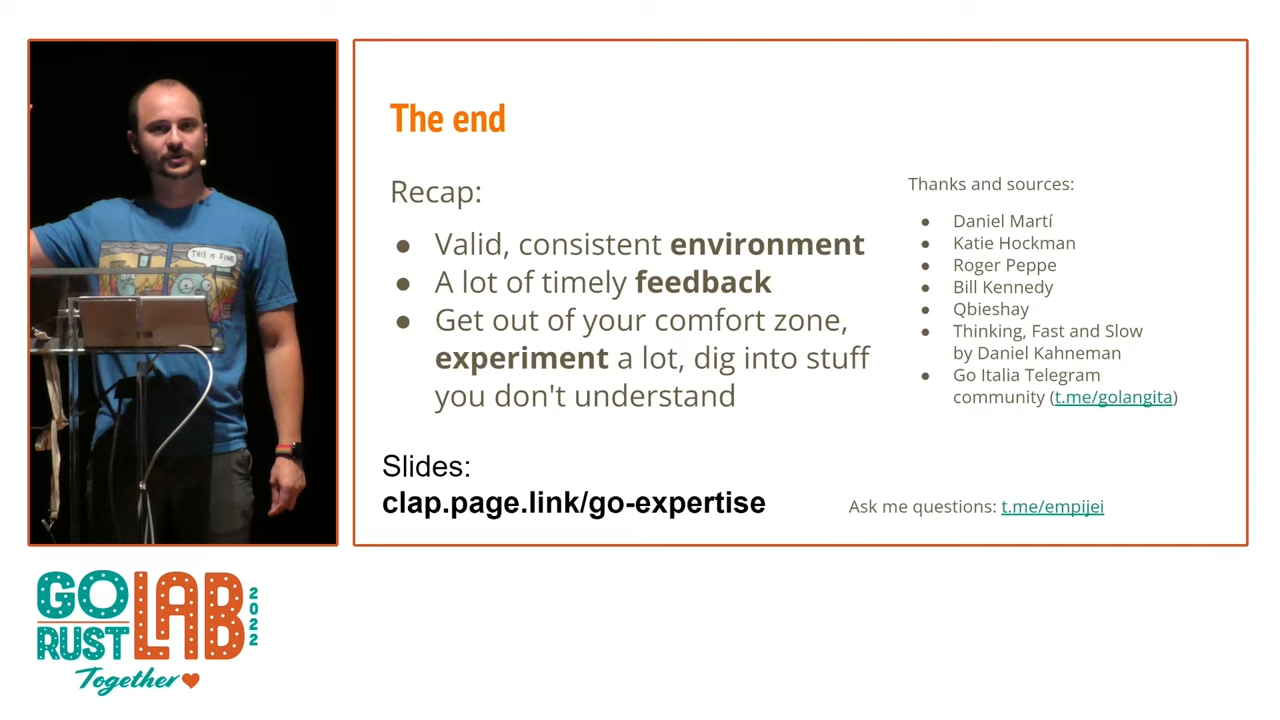 THIS IS FINE.
The end
Recap:
● Valid, consistent environment
● A lot of timely feedback
● Get out of your comfort zone,
experiment a lot, dig into stuff
you don't understand
Slides:
clap.page.link/go-expertise
Thanks and sources:
● Daniel Martí
● Katie Hockman
● Roger Peppe
● Bill Kennedy
● Qbieshay
● Thinking, Fast and Slow
by Daniel Kahneman
● Go Italia Telegram
community (t.me/golangita)
Ask me questions: t.me/empijei
GO LAB 2022
RUST
Together